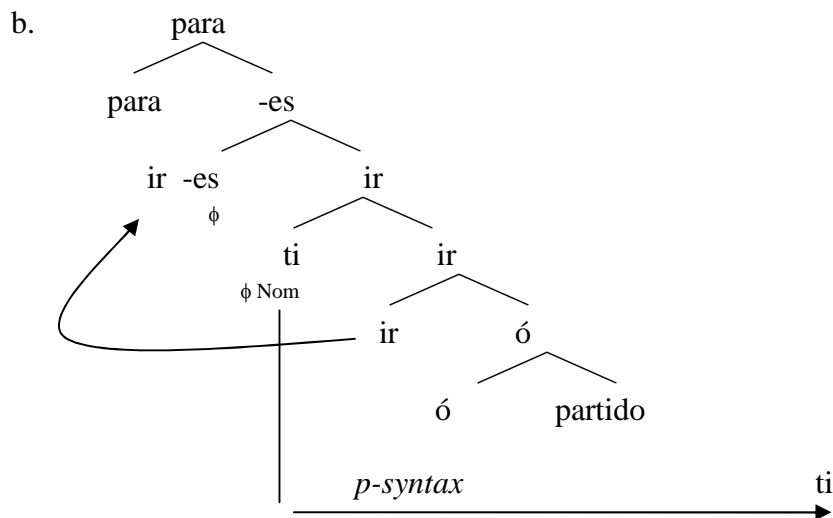 b. para
para -es
ir -es ir
ϕ
ti ir
ϕ Nom
ir ó
ó partido
p-syntax ti